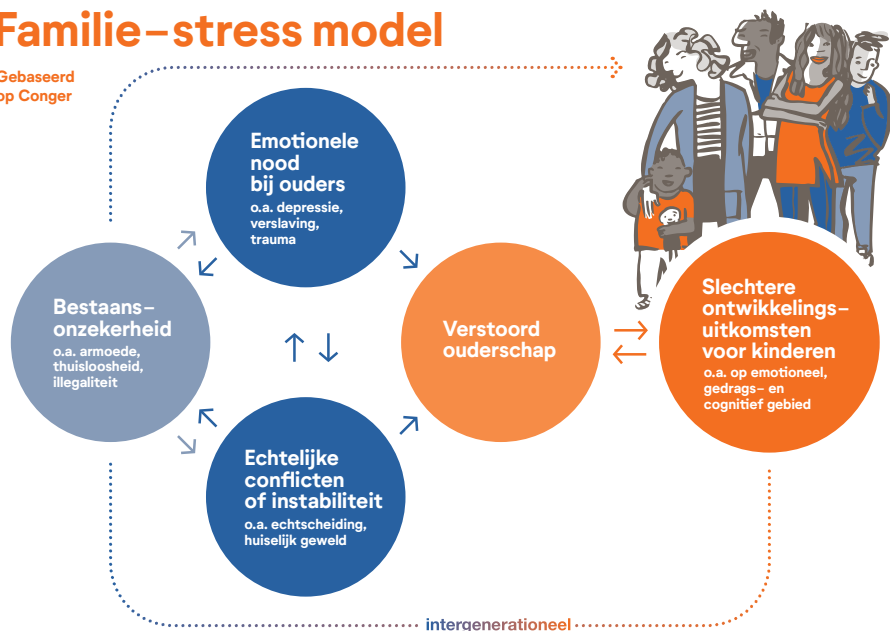 Familie–stress model
Gebaseerd
op Conger
Emotionele
nood
bij ouders
o.a. depressie,
verslaving,
trauma
Bestaans–
onzekerheid
o.a. armoede,
thuisloosheid,
illegaliteit
Verstoord
ouderschap
Slechtere
ontwikkelings–
uitkomsten
voor kinderen
o.a. op emotioneel,
gedrags– en
cognitief gebied
Echtelijke
conflicten
of instabiliteit
o.a. echtscheiding,
huiselijk geweld
intergenerationeel